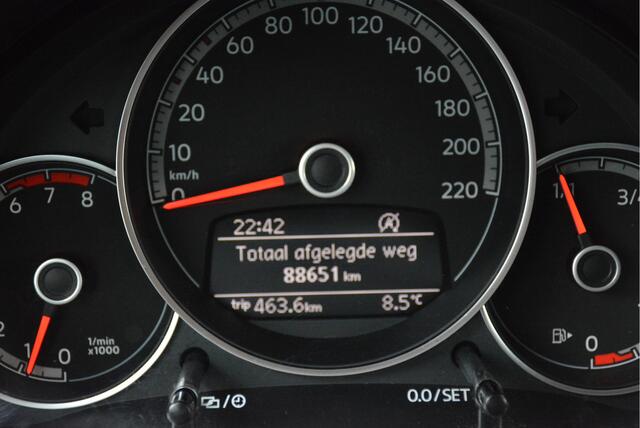 100
80 120
60 140
40 160
20 180
10 200
km/h
0 220
6 7 8
2 1 0
1/min
x1000
1/1 3/4
0
22:42
Totaal afgelegde weg
88651 km
trip 463.6 km 8.5°C
0.0/SET